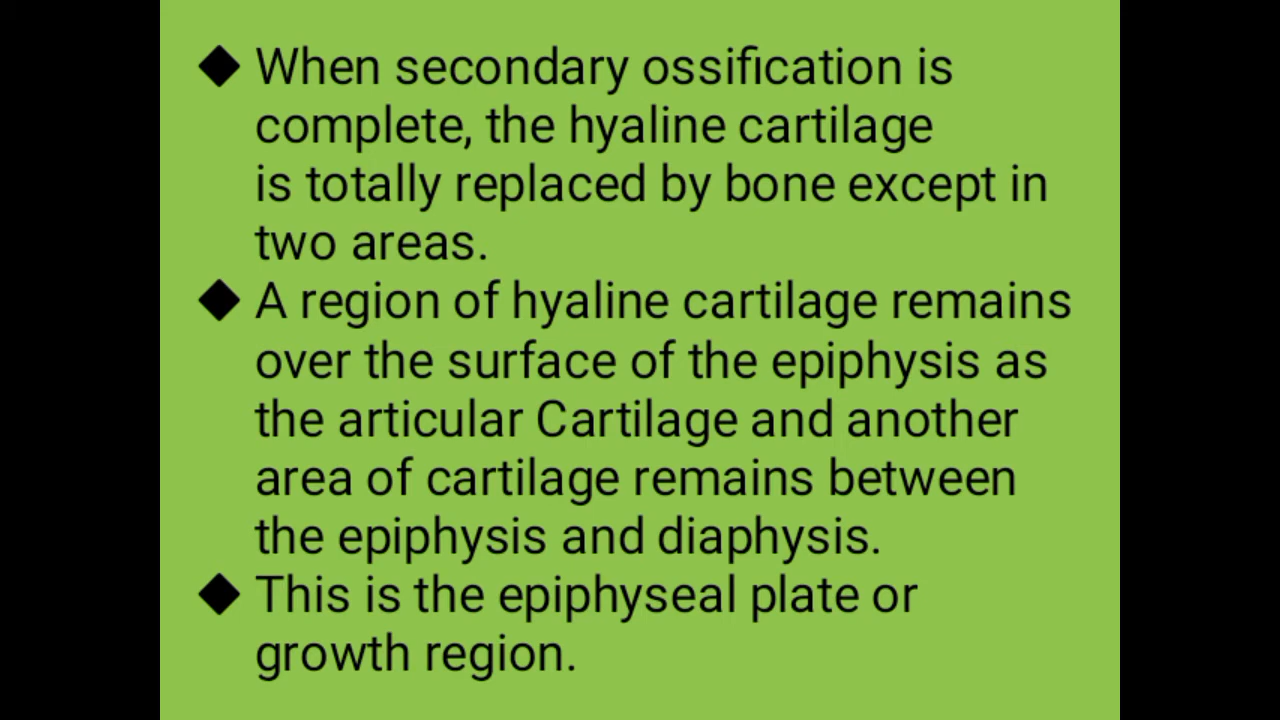 ◆ When secondary ossification is
complete, the hyaline cartilage
is totally replaced by bone except in
two areas.
◆ A region of hyaline cartilage remains
over the surface of the epiphysis as
the articular Cartilage and another
area of cartilage remains between
the epiphysis and diaphysis.
◆ This is the epiphyseal plate or
growth region.